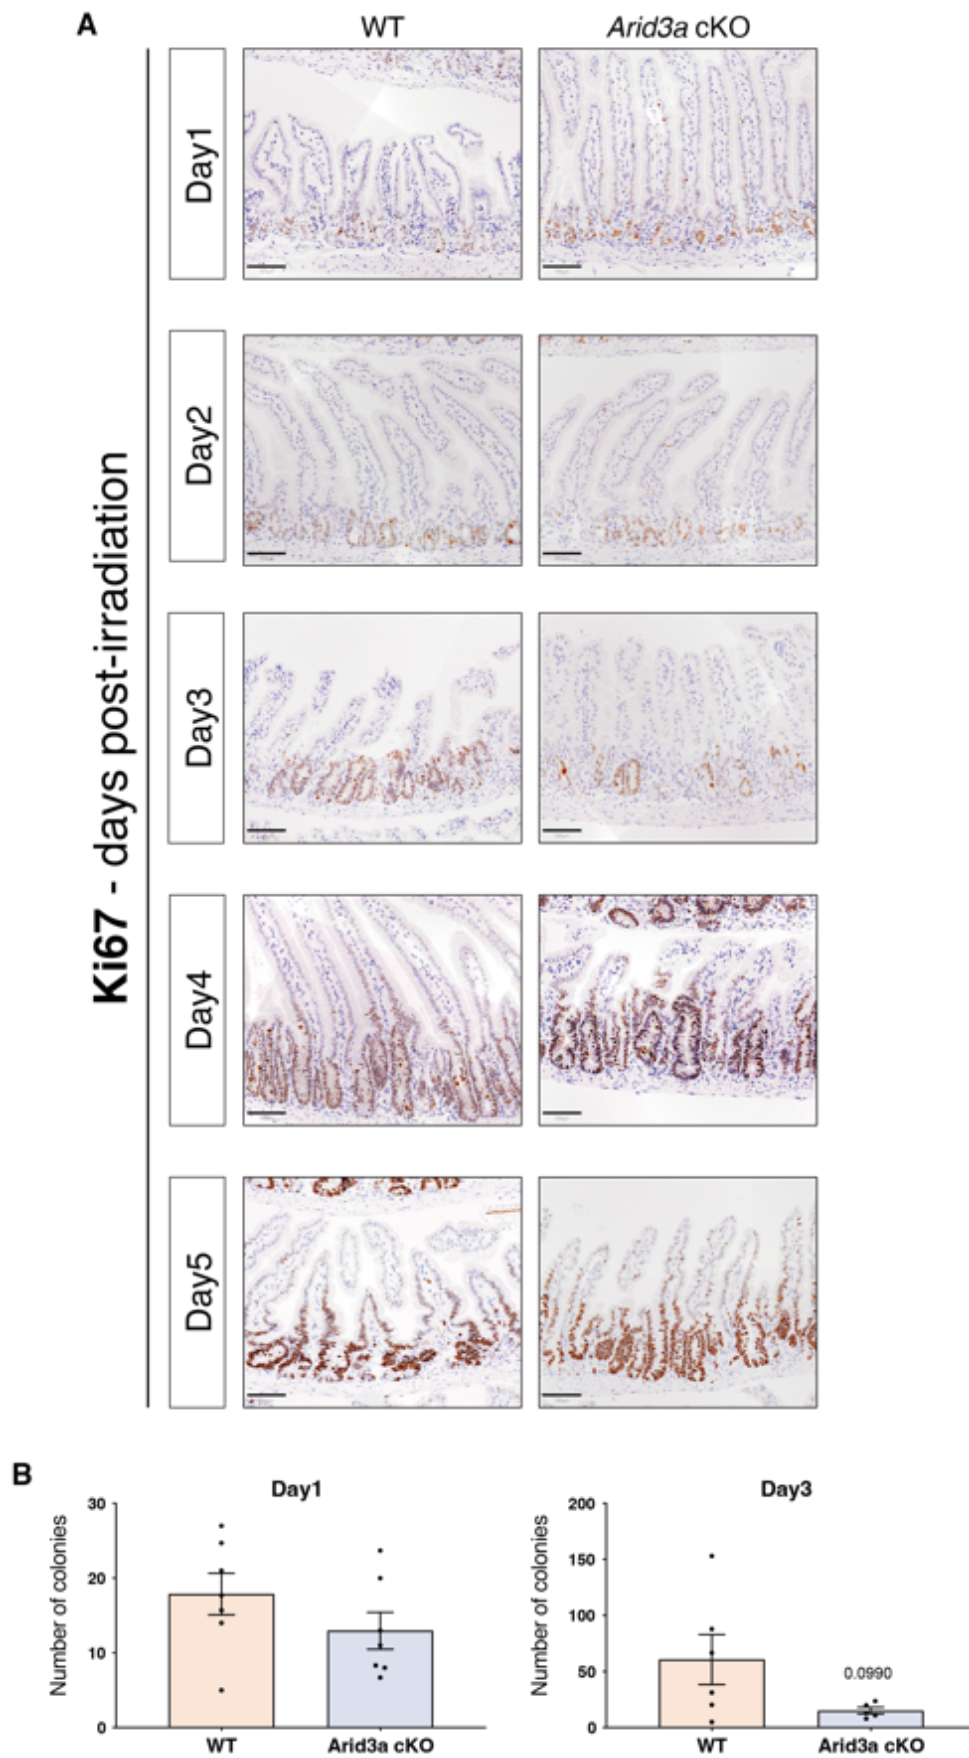 A
WT
Arid3a cKO
Ki67 - days post-irradiation
Day1
Day2
Day3
Day4
Day5
B
Day1
Number of colonies
30
20
10
0
WT
Arid3a cKO
Day3
Number of colonies
200
150
100
50
0
0.0990
WT
Arid3a cKO